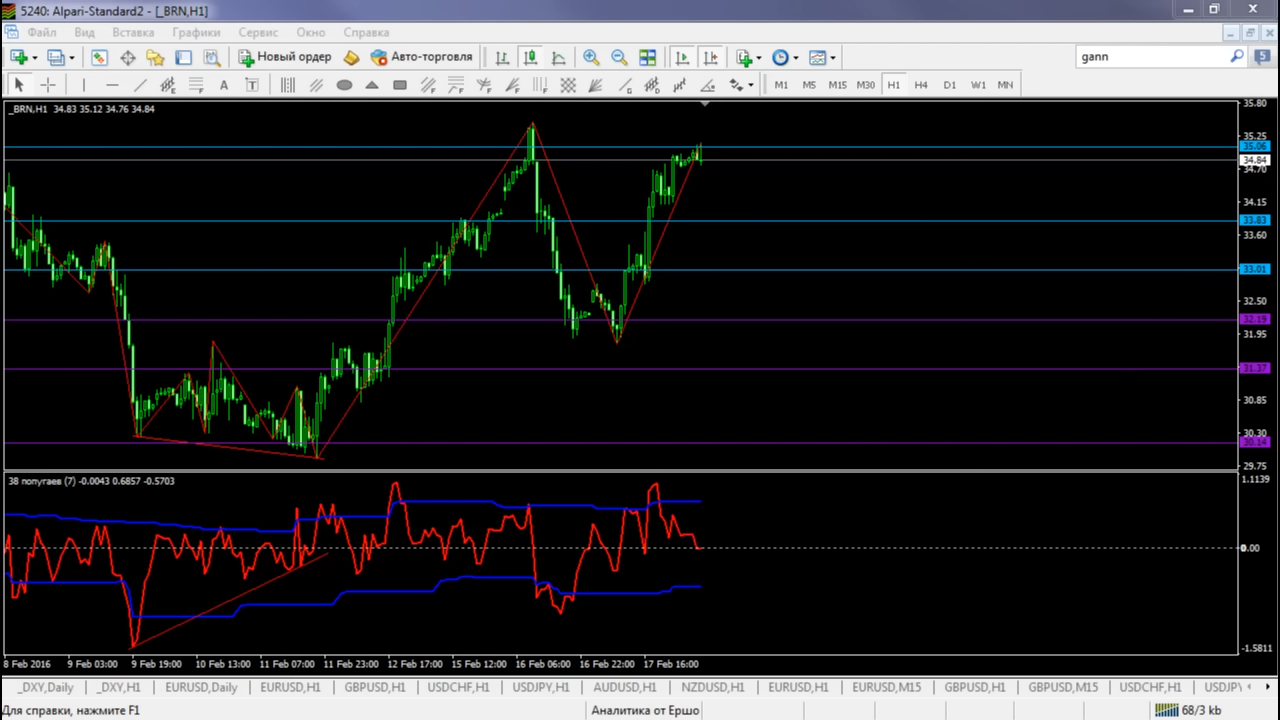 5240: Alpari-Standard2 - [_BRN,H1]
Файл Вид Вставка Графики Сервис Окно Справка
Новый ордер Авто-торговля gann 5
A T M1 M5 M15 M30 H1 H4 D1 W1 MN
_BRN,H1 34.83 35.12 34.76 34.84
35.80
35.25
35.06
34.84
34.70
34.15
33.83
33.60
33.01
32.50
32.19
31.95
31.37
30.85
30.30
30.14
29.75
38 попугаев (7) -0.0043 0.6857 -0.5703
1.1139
0.00
-1.5811
8 Feb 2016 9 Feb 03:00 9 Feb 19:00 10 Feb 13:00 11 Feb 07:00 11 Feb 23:00 12 Feb 17:00 15 Feb 12:00 16 Feb 06:00 16 Feb 22:00 17 Feb 16:00
_DXY,Daily _DXY,H1 EURUSD,Daily EURUSD,H1 GBPUSD,H1 USDCHF,H1 USDJPY,H1 AUDUSD,H1 NZDUSD,H1 EURUSD,H1 EURUSD,M15 GBPUSD,H1 GBPUSD,M15 USDCHF,H1 USDJPY
Для справки, нажмите F1 Аналитика от Ершо 68/3 kb